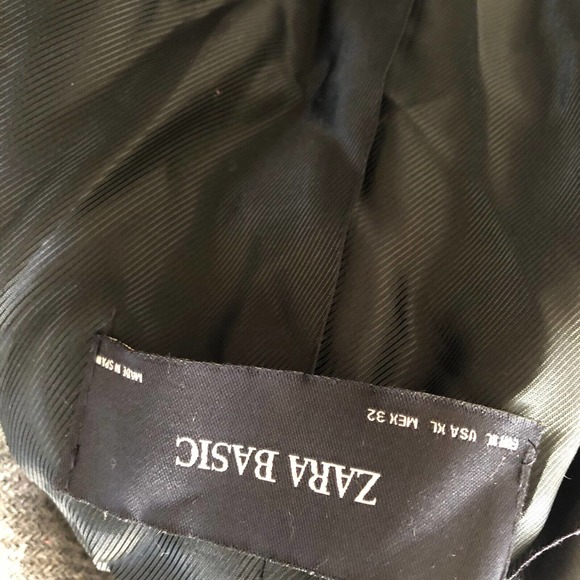 ZARA BASIC
USA XL MEX 32
MADE IN SPAIN